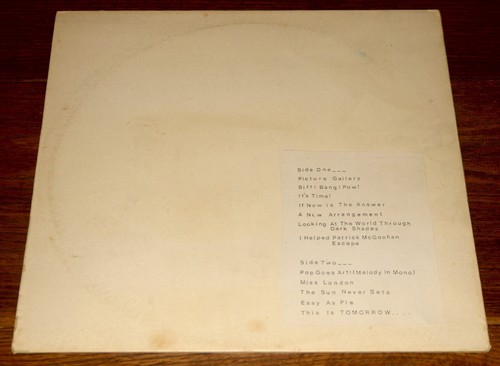 Side One___
Picture Gallery
Biff! Bang! Pow!
It's Time!
If Now Is The Answer
A New Arrangement
Looking At The World Through
Dark Shades
I Helped Patrick McGoohan
Escape
Side Two___
Pop Goes Art! (Melody In Mono)
Miss London
The Sun Never Sets
Easy As Pie
This Is TOMORROW....